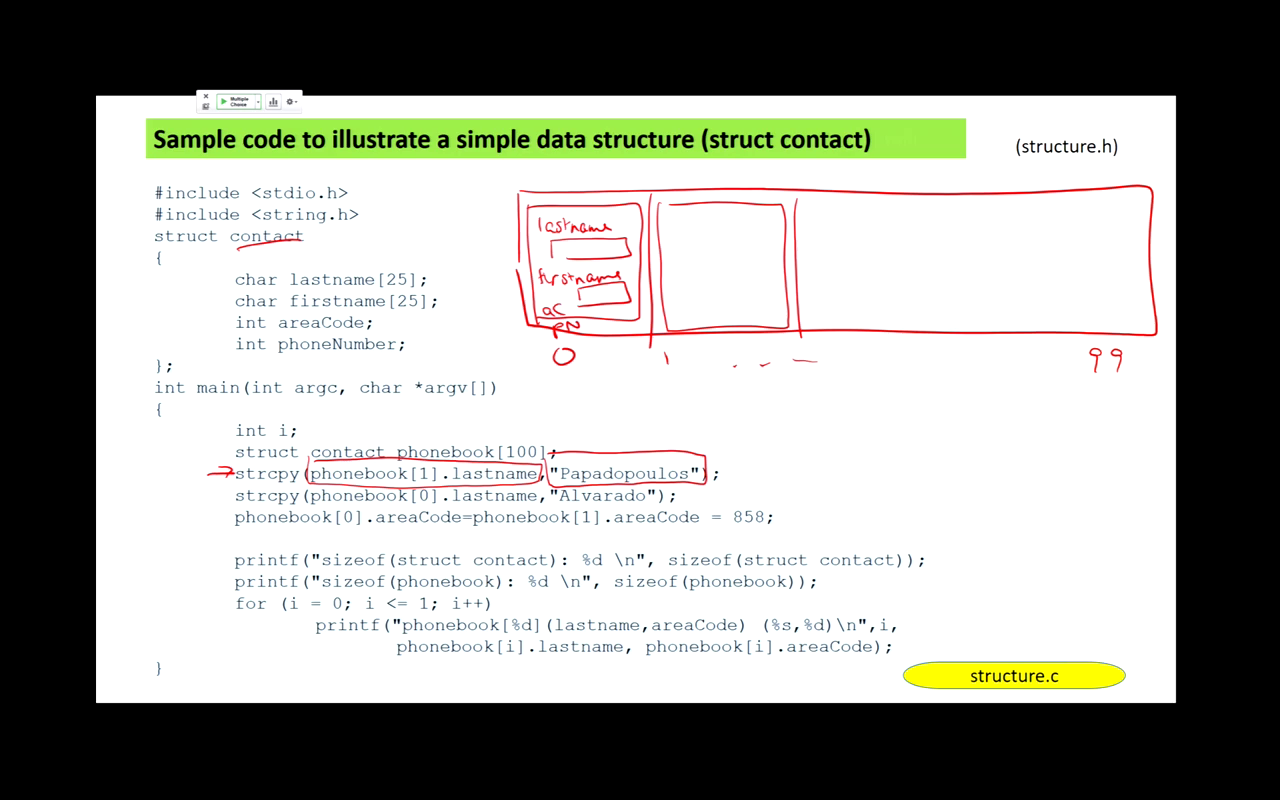 Multiple
Choice
Sample code to illustrate a simple data structure (struct contact)
(structure.h)
#include <stdio.h>
#include <string.h>
struct contact
{
char lastname[25];
char firstname[25];
int areaCode;
int phoneNumber;
};
int main(int argc, char *argv[])
{
int i;
struct contact phonebook[100];
strcpy(phonebook[1].lastname,"Papadopoulos");
strcpy(phonebook[0].lastname,"Alvarado");
phonebook[0].areaCode=phonebook[1].areaCode = 858;
printf("sizeof(struct contact): %d \n", sizeof(struct contact));
printf("sizeof(phonebook): %d \n", sizeof(phonebook));
for (i = 0; i <= 1; i++)
printf("phonebook[%d](lastname,areaCode) (%s,%d)\n",i,
phonebook[i].lastname, phonebook[i].areaCode);
}
lastname
firstname
aC
PN
0 1 99
structure.c